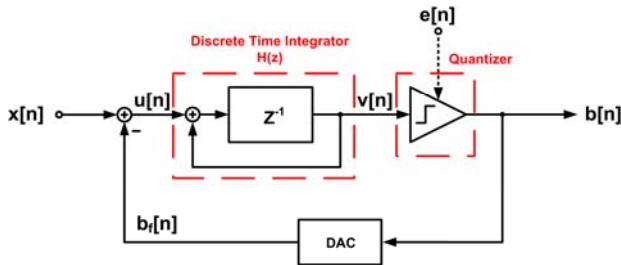 e[n]
Discrete Time Integrator
H(z)
Quantizer
x[n]
+
u[n]
+
Z⁻¹
v[n]
b[n]
−
b_f[n]
DAC